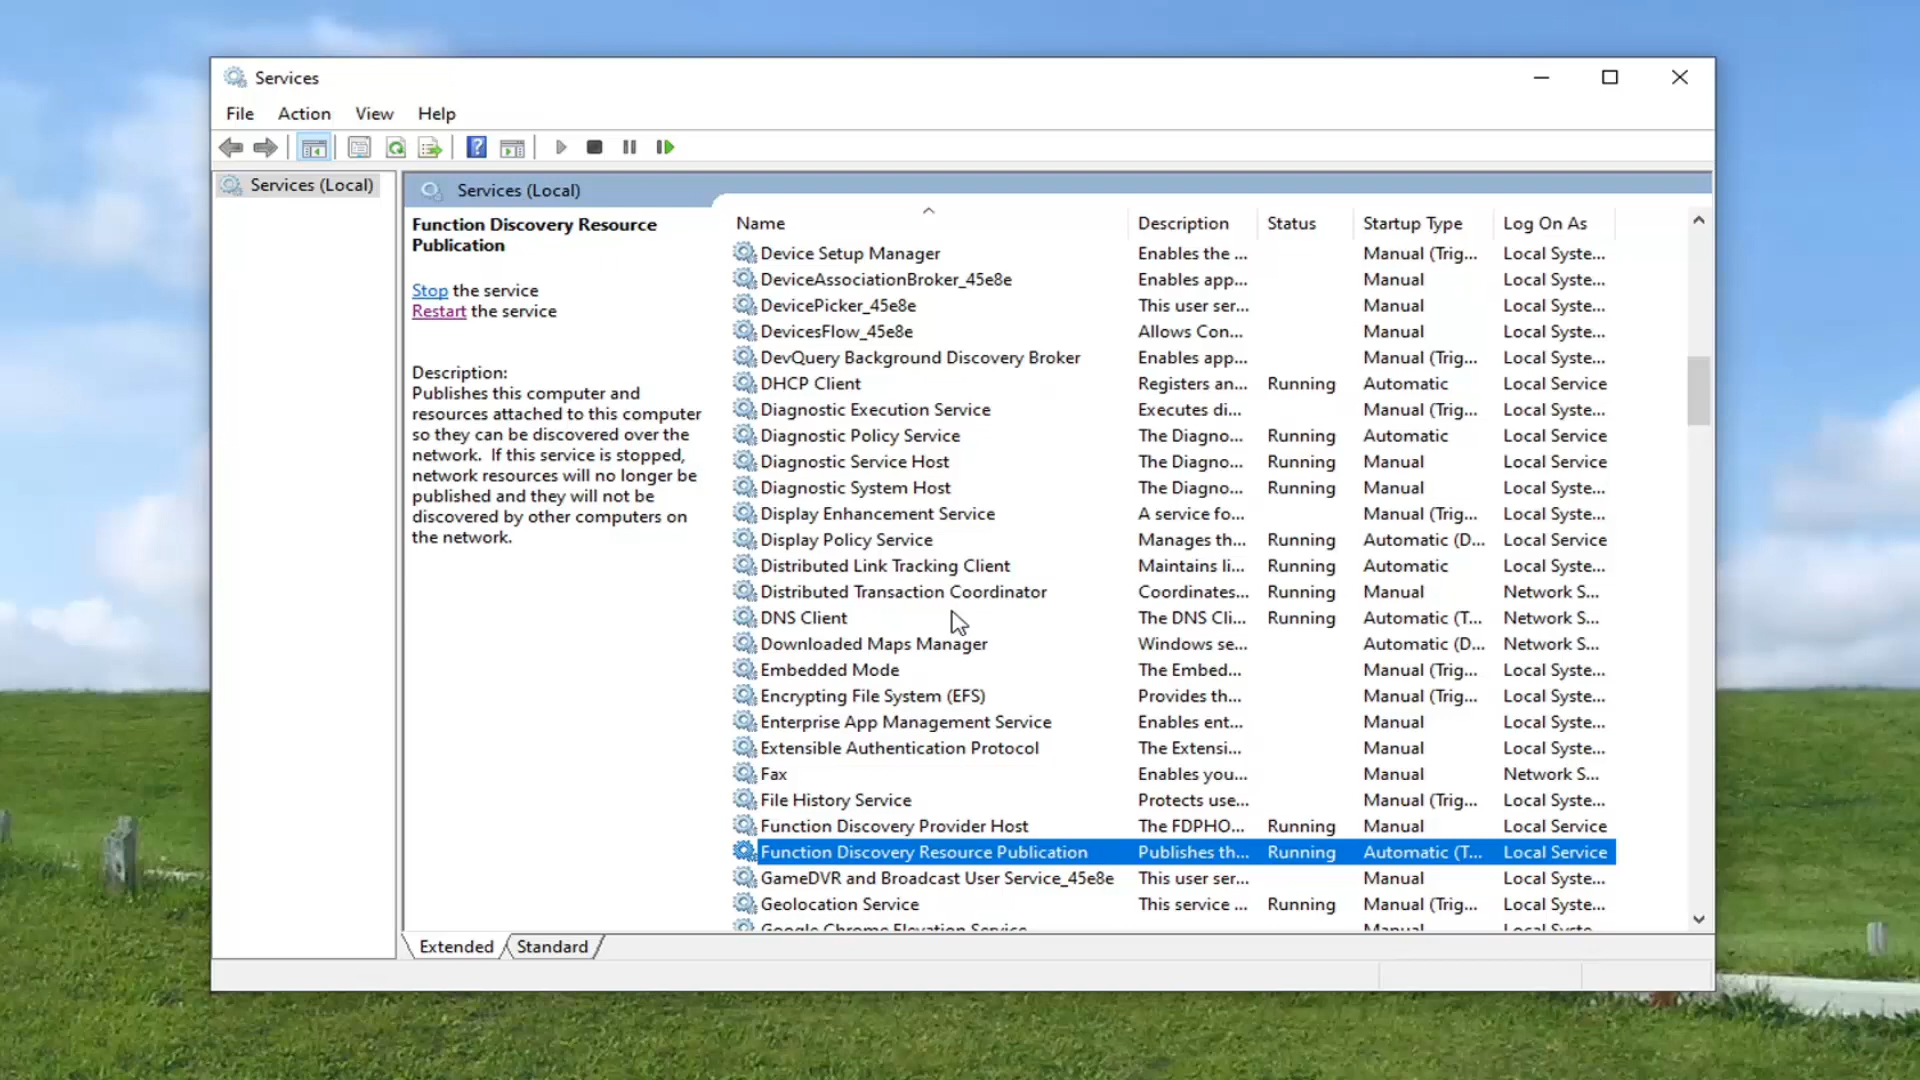 Services
File Action View Help
Services (Local)
Services (Local)
Function Discovery Resource
Publication
Stop the service
Restart the service
Description:
Publishes this computer and
resources attached to this computer
so they can be discovered over the
network. If this service is stopped,
network resources will no longer be
published and they will not be
discovered by other computers on
the network.
Name Description Status Startup Type Log On As
Device Setup Manager Enables the ... Manual (Trig... Local Syste...
DeviceAssociationBroker_45e8e Enables app... Manual Local Syste...
DevicePicker_45e8e This user ser... Manual Local Syste...
DevicesFlow_45e8e Allows Con... Manual Local Syste...
DevQuery Background Discovery Broker Enables app... Manual (Trig... Local Syste...
DHCP Client Registers an... Running Automatic Local Service
Diagnostic Execution Service Executes di... Manual (Trig... Local Syste...
Diagnostic Policy Service The Diagno... Running Automatic Local Service
Diagnostic Service Host The Diagno... Running Manual Local Service
Diagnostic System Host The Diagno... Running Manual Local Syste...
Display Enhancement Service A service fo... Manual (Trig... Local Syste...
Display Policy Service Manages th... Running Automatic (D... Local Service
Distributed Link Tracking Client Maintains li... Running Automatic Local Syste...
Distributed Transaction Coordinator Coordinates... Running Manual Network S...
DNS Client The DNS Cli... Running Automatic (T... Network S...
Downloaded Maps Manager Windows se... Automatic (D... Network S...
Embedded Mode The Embed... Manual (Trig... Local Syste...
Encrypting File System (EFS) Provides th... Manual (Trig... Local Syste...
Enterprise App Management Service Enables ent... Manual Local Syste...
Extensible Authentication Protocol The Extensi... Manual Local Syste...
Fax Enables you... Manual Network S...
File History Service Protects use... Manual (Trig... Local Syste...
Function Discovery Provider Host The FDPHO... Running Manual Local Service
Function Discovery Resource Publication Publishes th... Running Automatic (T... Local Service
GameDVR and Broadcast User Service_45e8e This user ser... Manual Local Syste...
Geolocation Service This service ... Running Manual (Trig... Local Syste...
Google Chrome Elevation Service Manual Local Syste...
Extended Standard